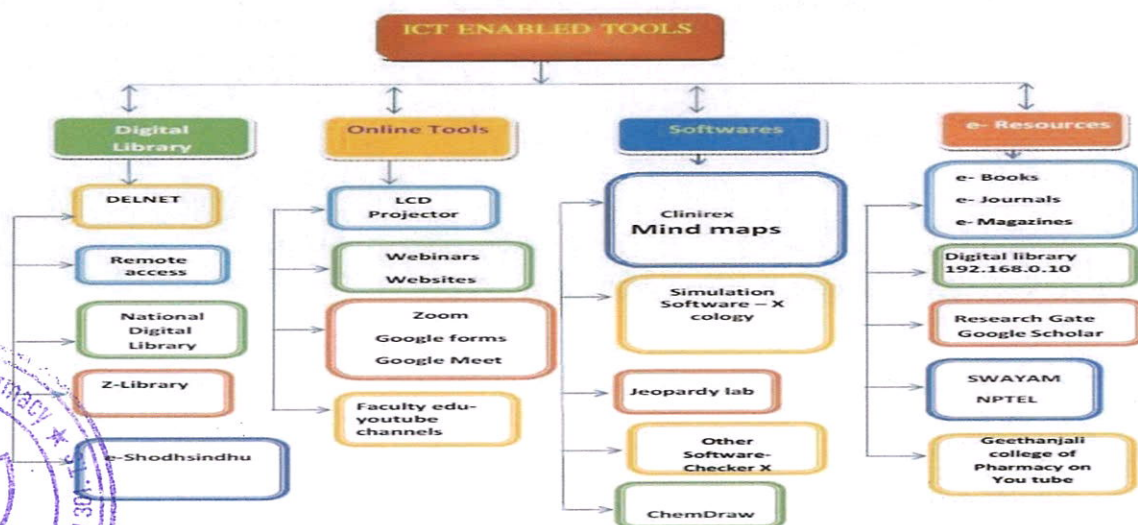 ICT ENABLED TOOLS
Digital
Library
DELNET
Remote
access
National
Digital
Library
Z-Library
e-Shodhsindhu
Online Tools
LCD
Projector
Webinars
Websites
Zoom
Google forms
Google Meet
Faculty edu-
youtube
channels
Softwares
Clinirex
Mind maps
Simulation
Software – X
cology
Jeopardy lab
Other
Software-
Checker X
ChemDraw
e- Resources
e- Books
e- Journals
e- Magazines
Digital library
192.168.0.10
Research Gate
Google Scholar
SWAYAM
NPTEL
Geethanjali
college of
Pharmacy on
You tube